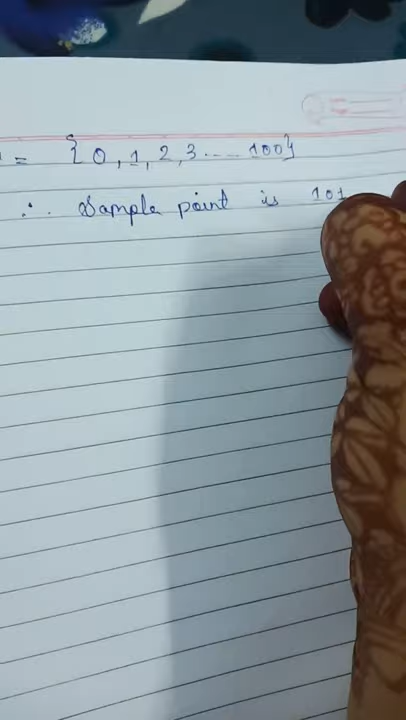 = {0, 1, 2, 3 ... ... 100}
∴ Sample point is 101